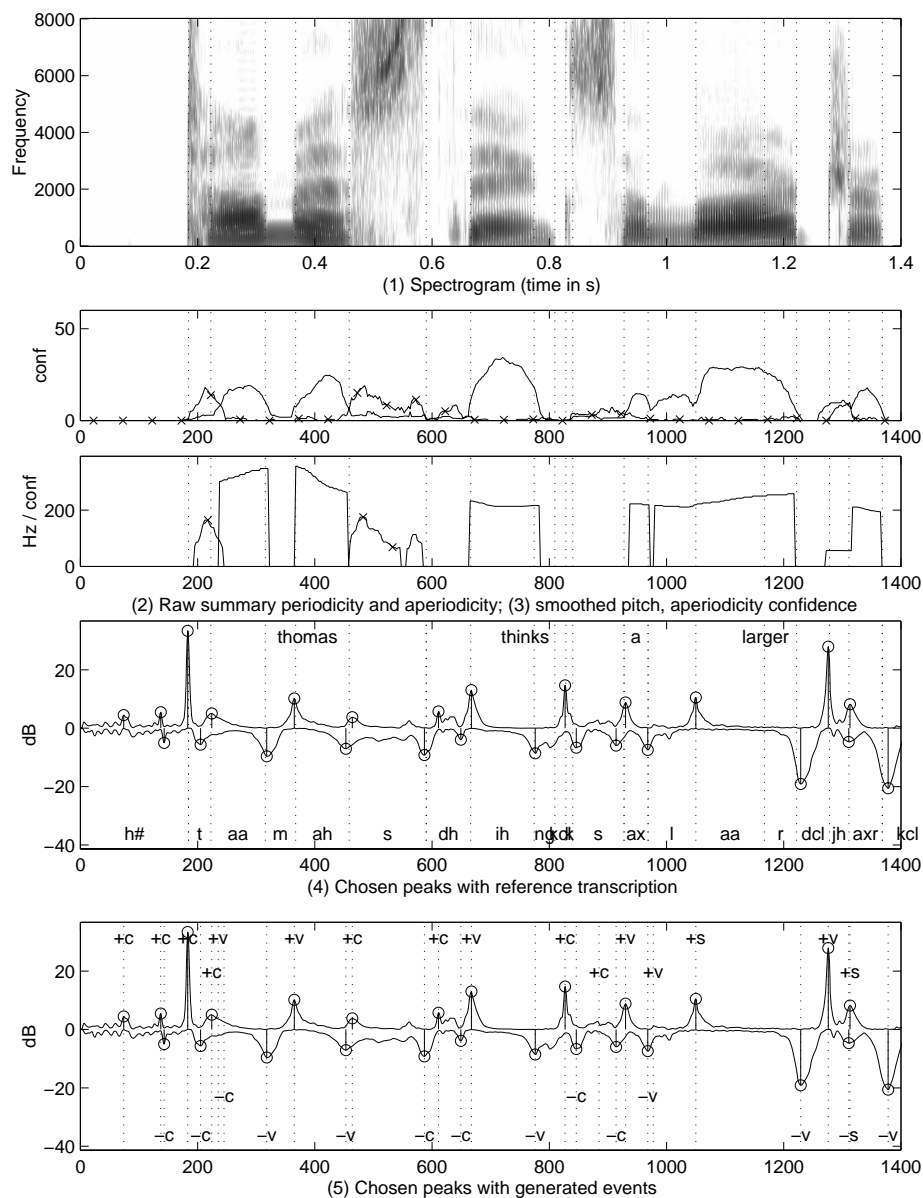 8000
6000
4000
2000
0
Frequency
0 0.2 0.4 0.6 0.8 1 1.2 1.4
(1) Spectrogram (time in s)
50
0
conf
0 200 400 600 800 1000 1200 1400
200
0
Hz / conf
0 200 400 600 800 1000 1200 1400
(2) Raw summary periodicity and aperiodicity; (3) smoothed pitch, aperiodicity confidence
thomas thinks a larger
20
0
−20
−40
dB
h# t aa m ah s dh ih ng kcl k s ax l aa r dcl jh axr kcl
0 200 400 600 800 1000 1200 1400
(4) Chosen peaks with reference transcription
+c +c +c +v +v +c +c +v +c +v +s +v
+c +c +v +s
20
0
−20
−40
dB
−c −c −v
−c −c −v −v −c −c −v −c −v −s −v
0 200 400 600 800 1000 1200 1400
(5) Chosen peaks with generated events